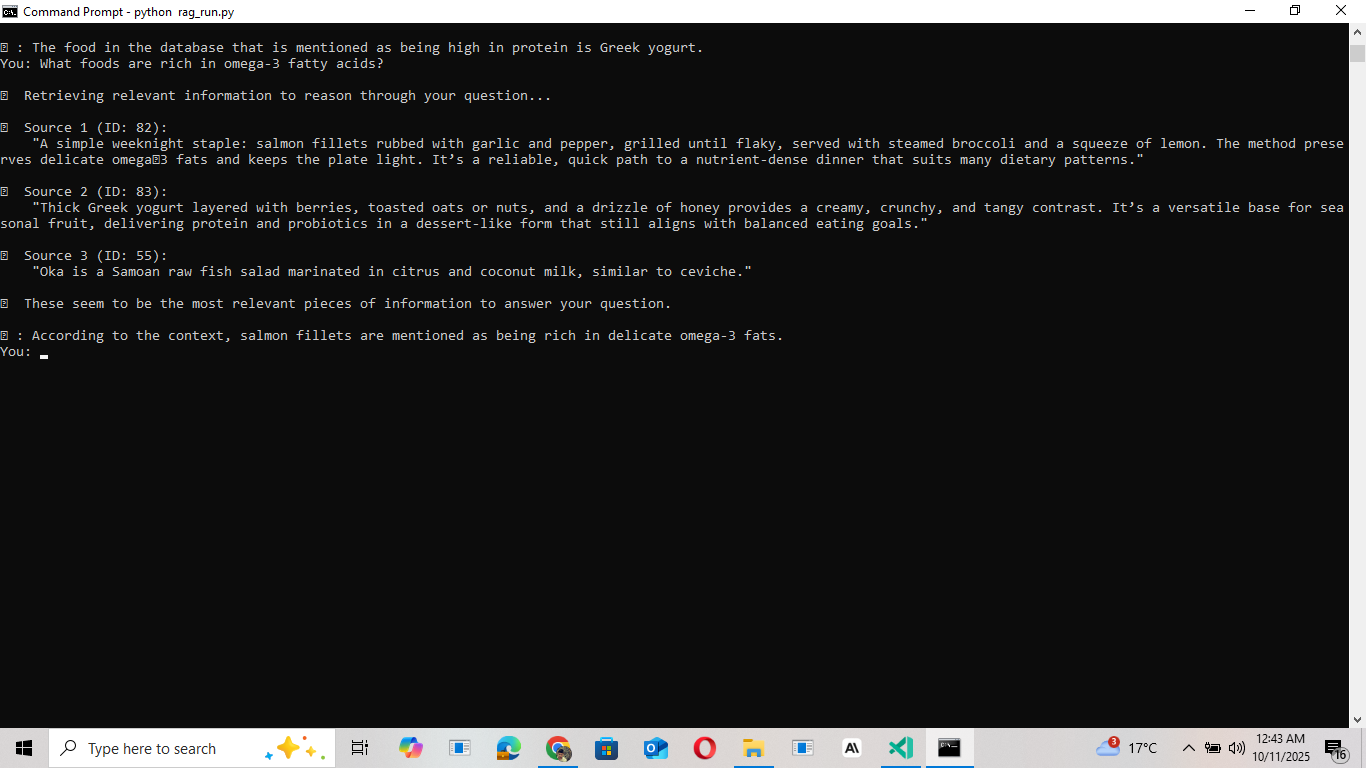 Command Prompt - python rag_run.py
: The food in the database that is mentioned as being high in protein is Greek yogurt.
You: What foods are rich in omega-3 fatty acids?
Retrieving relevant information to reason through your question...
Source 1 (ID: 82):
"A simple weeknight staple: salmon fillets rubbed with garlic and pepper, grilled until flaky, served with steamed broccoli and a squeeze of lemon. The method prese
rves delicate omega⍰3 fats and keeps the plate light. It’s a reliable, quick path to a nutrient-dense dinner that suits many dietary patterns."
Source 2 (ID: 83):
"Thick Greek yogurt layered with berries, toasted oats or nuts, and a drizzle of honey provides a creamy, crunchy, and tangy contrast. It’s a versatile base for sea
sonal fruit, delivering protein and probiotics in a dessert-like form that still aligns with balanced eating goals."
Source 3 (ID: 55):
"Oka is a Samoan raw fish salad marinated in citrus and coconut milk, similar to ceviche."
These seem to be the most relevant pieces of information to answer your question.
: According to the context, salmon fillets are mentioned as being rich in delicate omega-3 fats.
You:
Type here to search
3
17°C
12:43 AM
10/11/2025
16